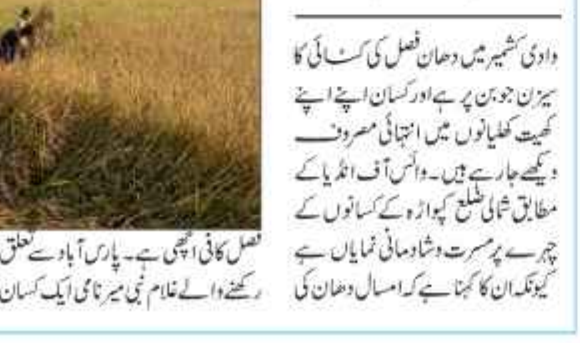 وادی کشمیر میں دھان فصل کی کٹائی کا
سیزن جوبن پر ہے اور کسان اپنے اپنے
کھیت کھلیانوں میں انتہائی مصروف
دیکھے جارہے ہیں۔ وائس آف انڈیا کے
مطابق شمالی ضلع کپواڑہ کے کسانوں کے
چہرے پر مسرت وشادمانی نمایاں ہے
کیونکہ ان کا کہنا ہے کہ امسال دھان کی
فصل کافی اچھی ہے۔ پارس آباد سے تعلق
رکھنے والے غلام نبی میر نامی ایک کسان